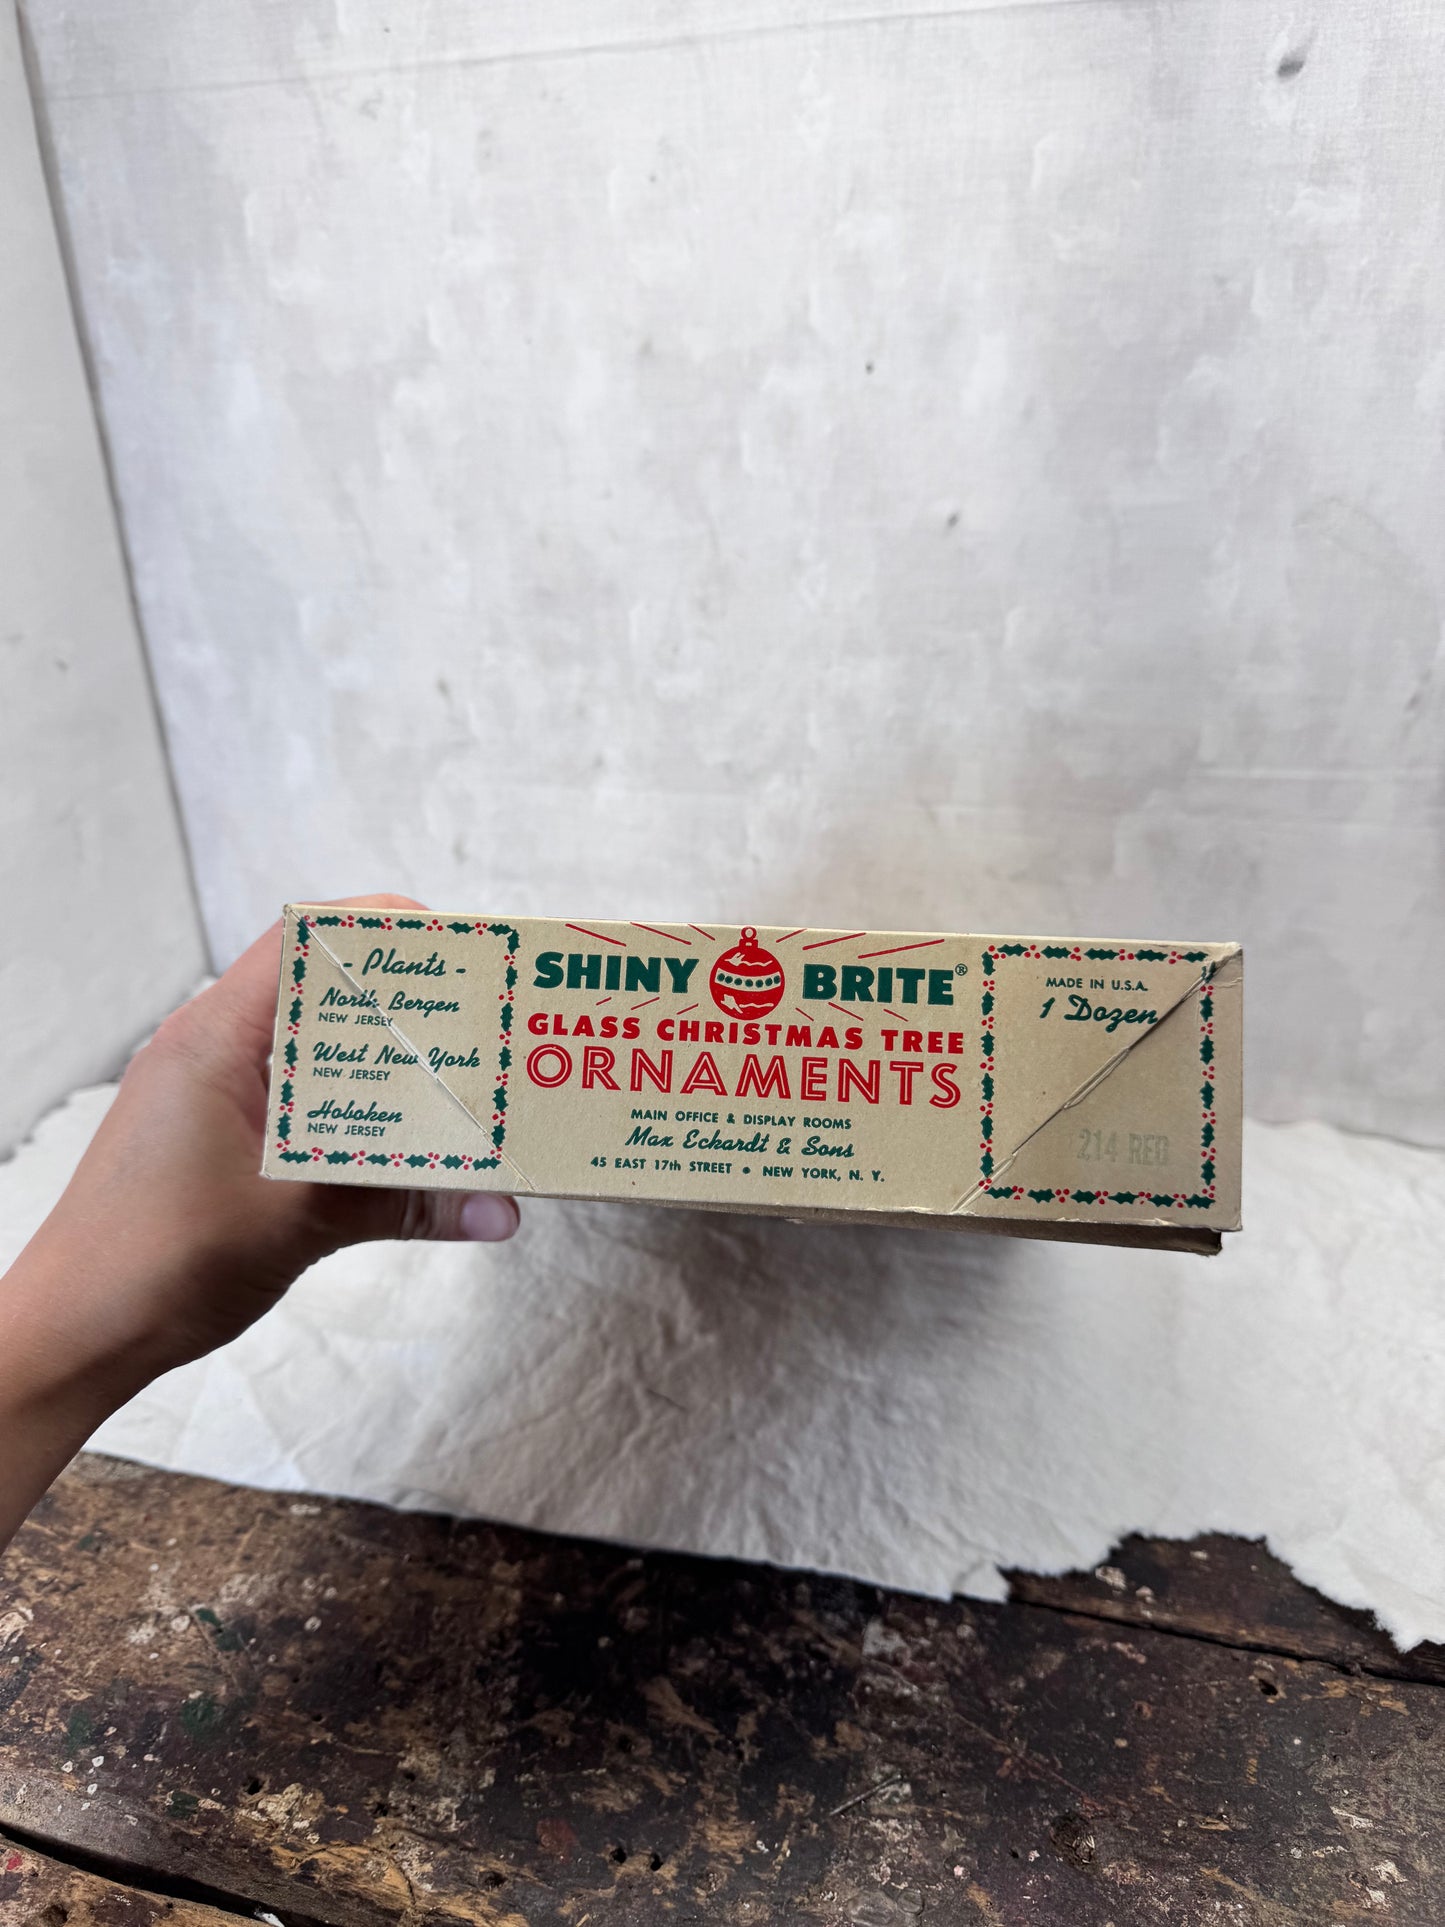 - Plants -
North Bergen
NEW JERSEY
West New York
NEW JERSEY
Hoboken
NEW JERSEY
SHINY BRITE®
GLASS CHRISTMAS TREE
ORNAMENTS
MAIN OFFICE & DISPLAY ROOMS
Max Eckardt & Sons
45 EAST 17th STREET • NEW YORK, N. Y.
MADE IN U.S.A.
1 Dozen
214 RED